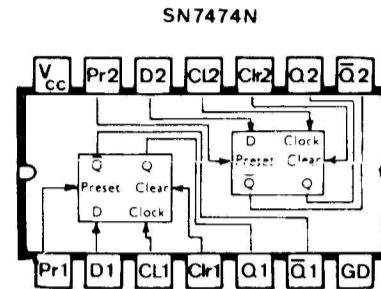 SN7474N
VCC Pr2 D2 CL2 Clr2 Q2 Q̅2
D Clock
Preset Clear
Q̅ Q
Q̅ Q
Preset Clear
D Clock
Pr1 D1 CL1 Clr1 Q1 Q̅1 GD